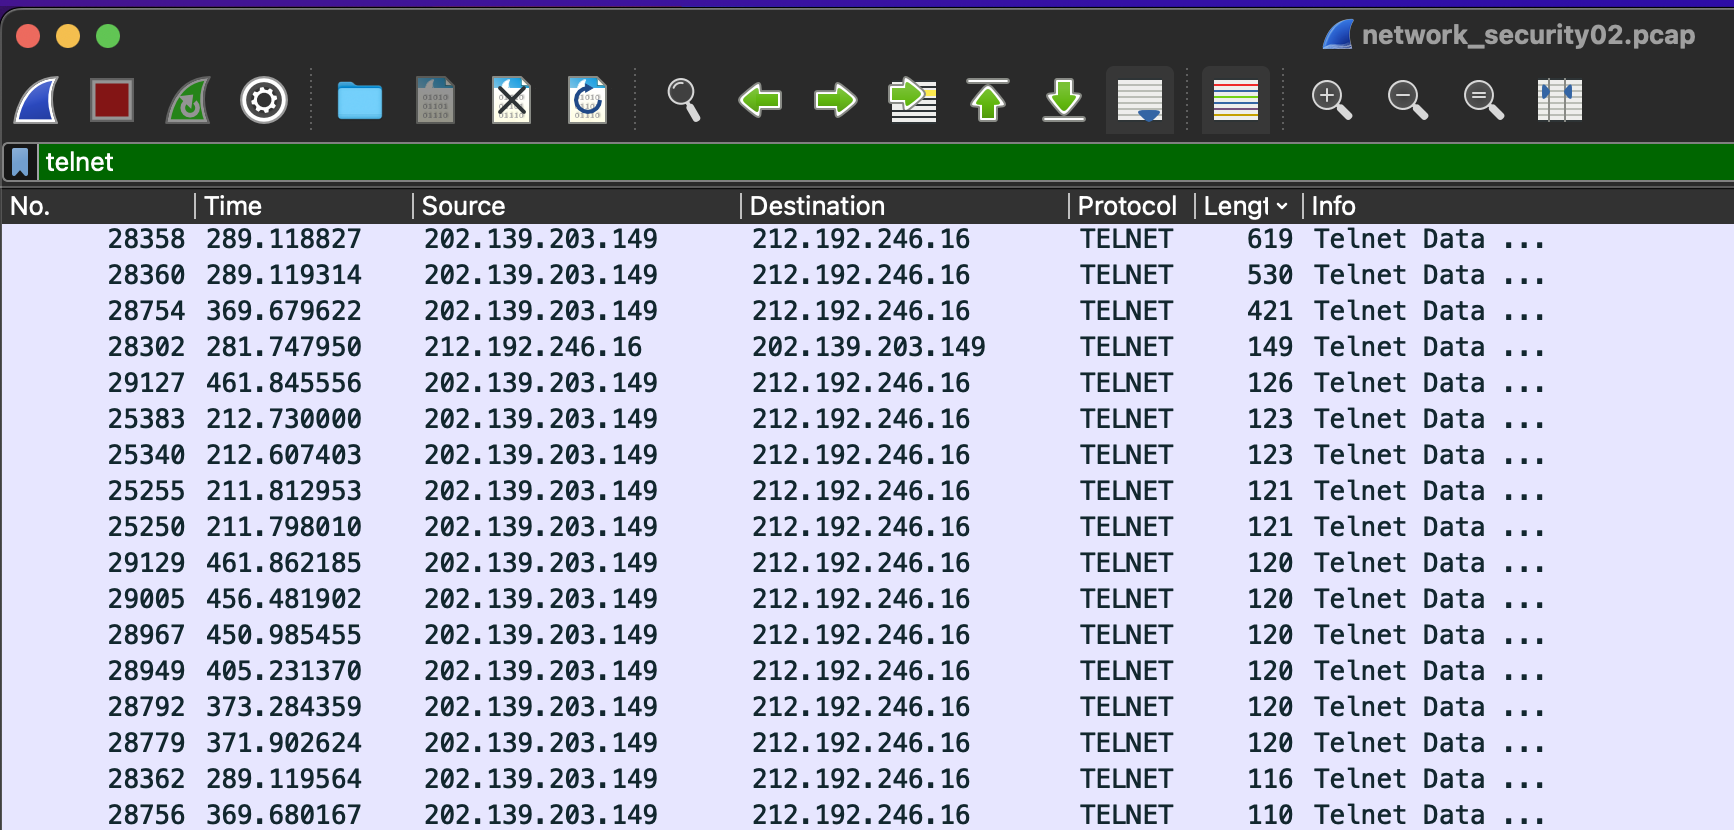 network_security02.pcap
telnet
No. Time Source Destination Protocol Lengt Info
28358 289.118827 202.139.203.149 212.192.246.16 TELNET 619 Telnet Data ...
28360 289.119314 202.139.203.149 212.192.246.16 TELNET 530 Telnet Data ...
28754 369.679622 202.139.203.149 212.192.246.16 TELNET 421 Telnet Data ...
28302 281.747950 212.192.246.16 202.139.203.149 TELNET 149 Telnet Data ...
29127 461.845556 202.139.203.149 212.192.246.16 TELNET 126 Telnet Data ...
25383 212.730000 202.139.203.149 212.192.246.16 TELNET 123 Telnet Data ...
25340 212.607403 202.139.203.149 212.192.246.16 TELNET 123 Telnet Data ...
25255 211.812953 202.139.203.149 212.192.246.16 TELNET 121 Telnet Data ...
25250 211.798010 202.139.203.149 212.192.246.16 TELNET 121 Telnet Data ...
29129 461.862185 202.139.203.149 212.192.246.16 TELNET 120 Telnet Data ...
29005 456.481902 202.139.203.149 212.192.246.16 TELNET 120 Telnet Data ...
28967 450.985455 202.139.203.149 212.192.246.16 TELNET 120 Telnet Data ...
28949 405.231370 202.139.203.149 212.192.246.16 TELNET 120 Telnet Data ...
28792 373.284359 202.139.203.149 212.192.246.16 TELNET 120 Telnet Data ...
28779 371.902624 202.139.203.149 212.192.246.16 TELNET 120 Telnet Data ...
28362 289.119564 202.139.203.149 212.192.246.16 TELNET 116 Telnet Data ...
28756 369.680167 202.139.203.149 212.192.246.16 TELNET 110 Telnet Data ...